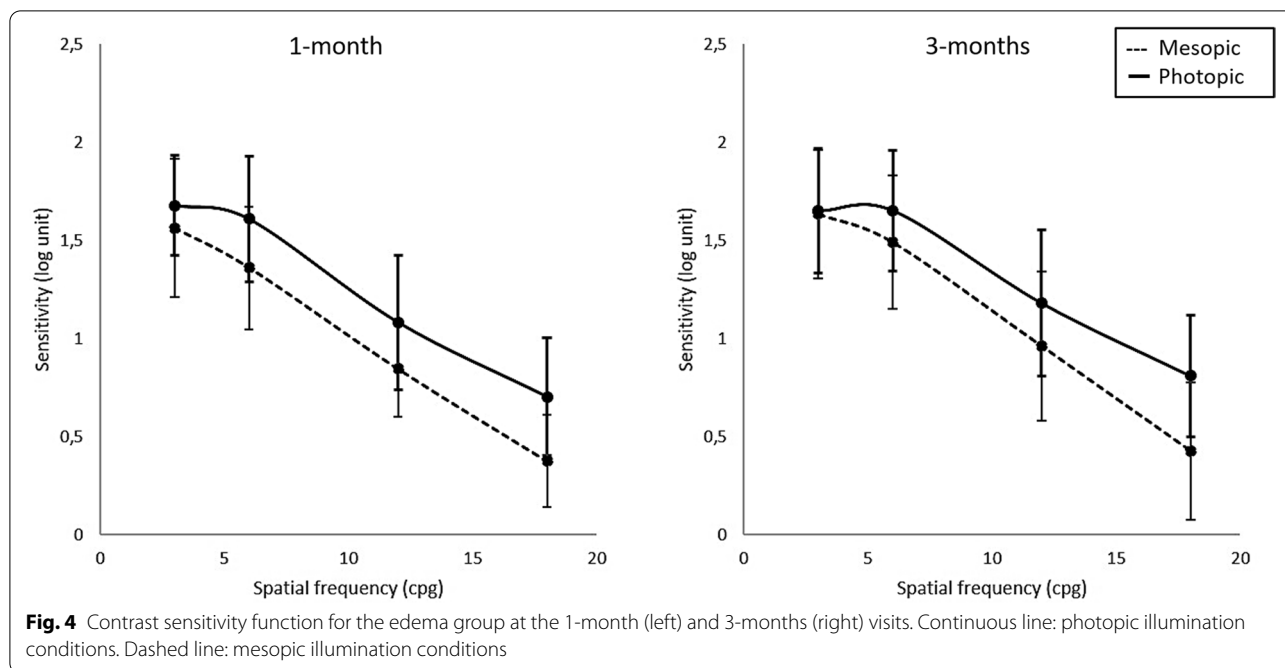 1-month
2,5
2
1,5
1
0,5
0
Sensitivity (log unit)
0 5 10 15 20
Spatial frequency (cpg)
3-months
2,5
2
1,5
1
0,5
0
Sensitivity (log unit)
0 5 10 15 20
Spatial frequency (cpg)
Mesopic
Photopic
Fig. 4 Contrast sensitivity function for the edema group at the 1-month (left) and 3-months (right) visits. Continuous line: photopic illumination
conditions. Dashed line: mesopic illumination conditions